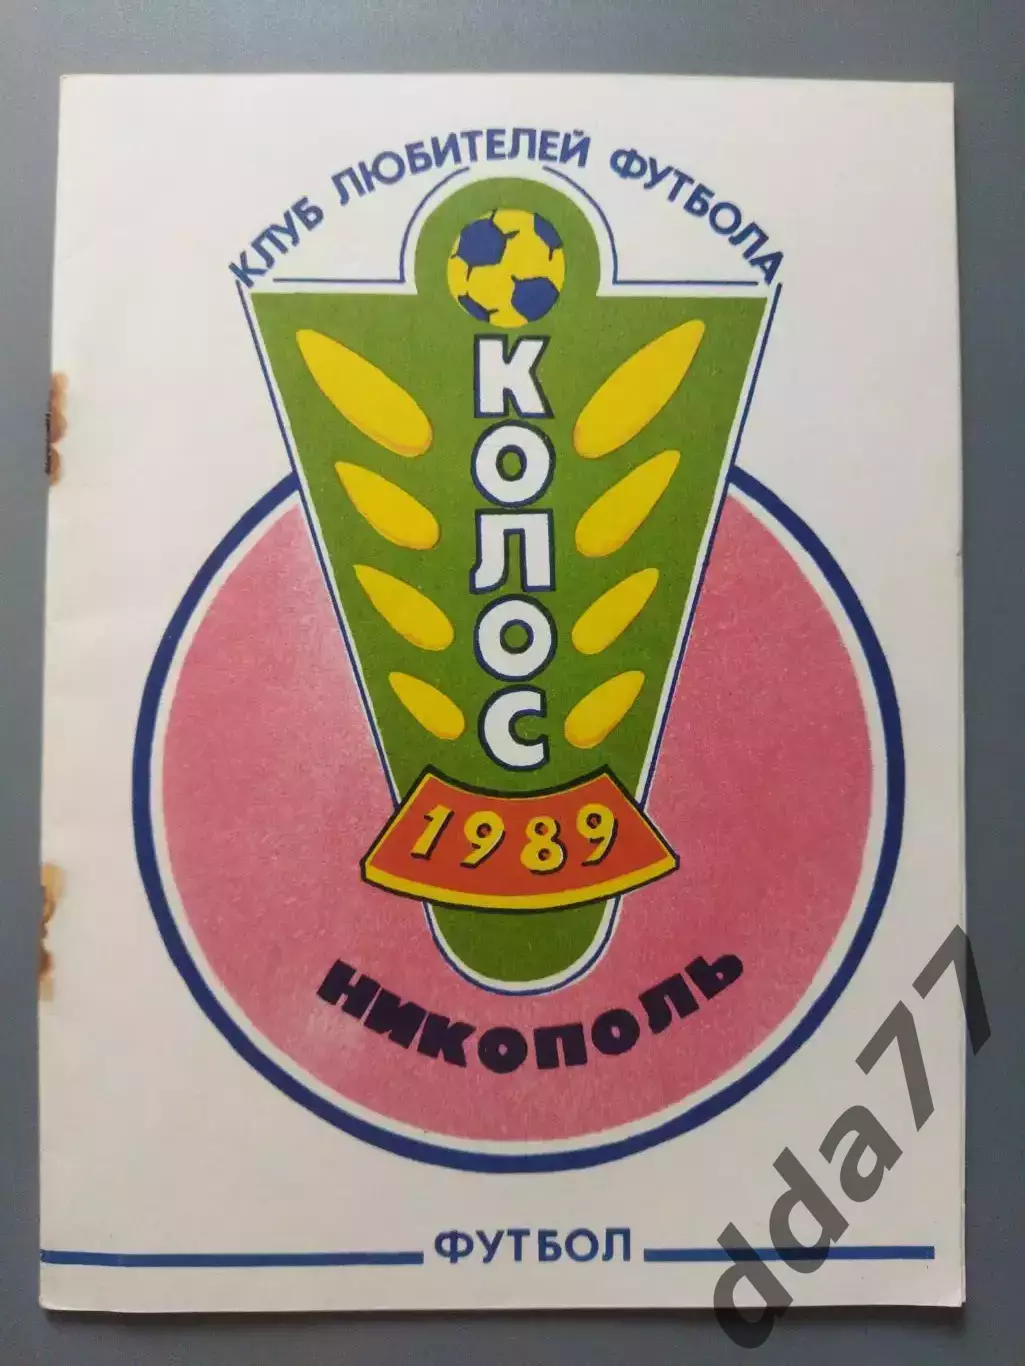 КЛУБ ЛЮБИТЕЛЕЙ ФУТБОЛА
КОЛОС
1989
НИКОПОЛЬ
ФУТБОЛ
dda77